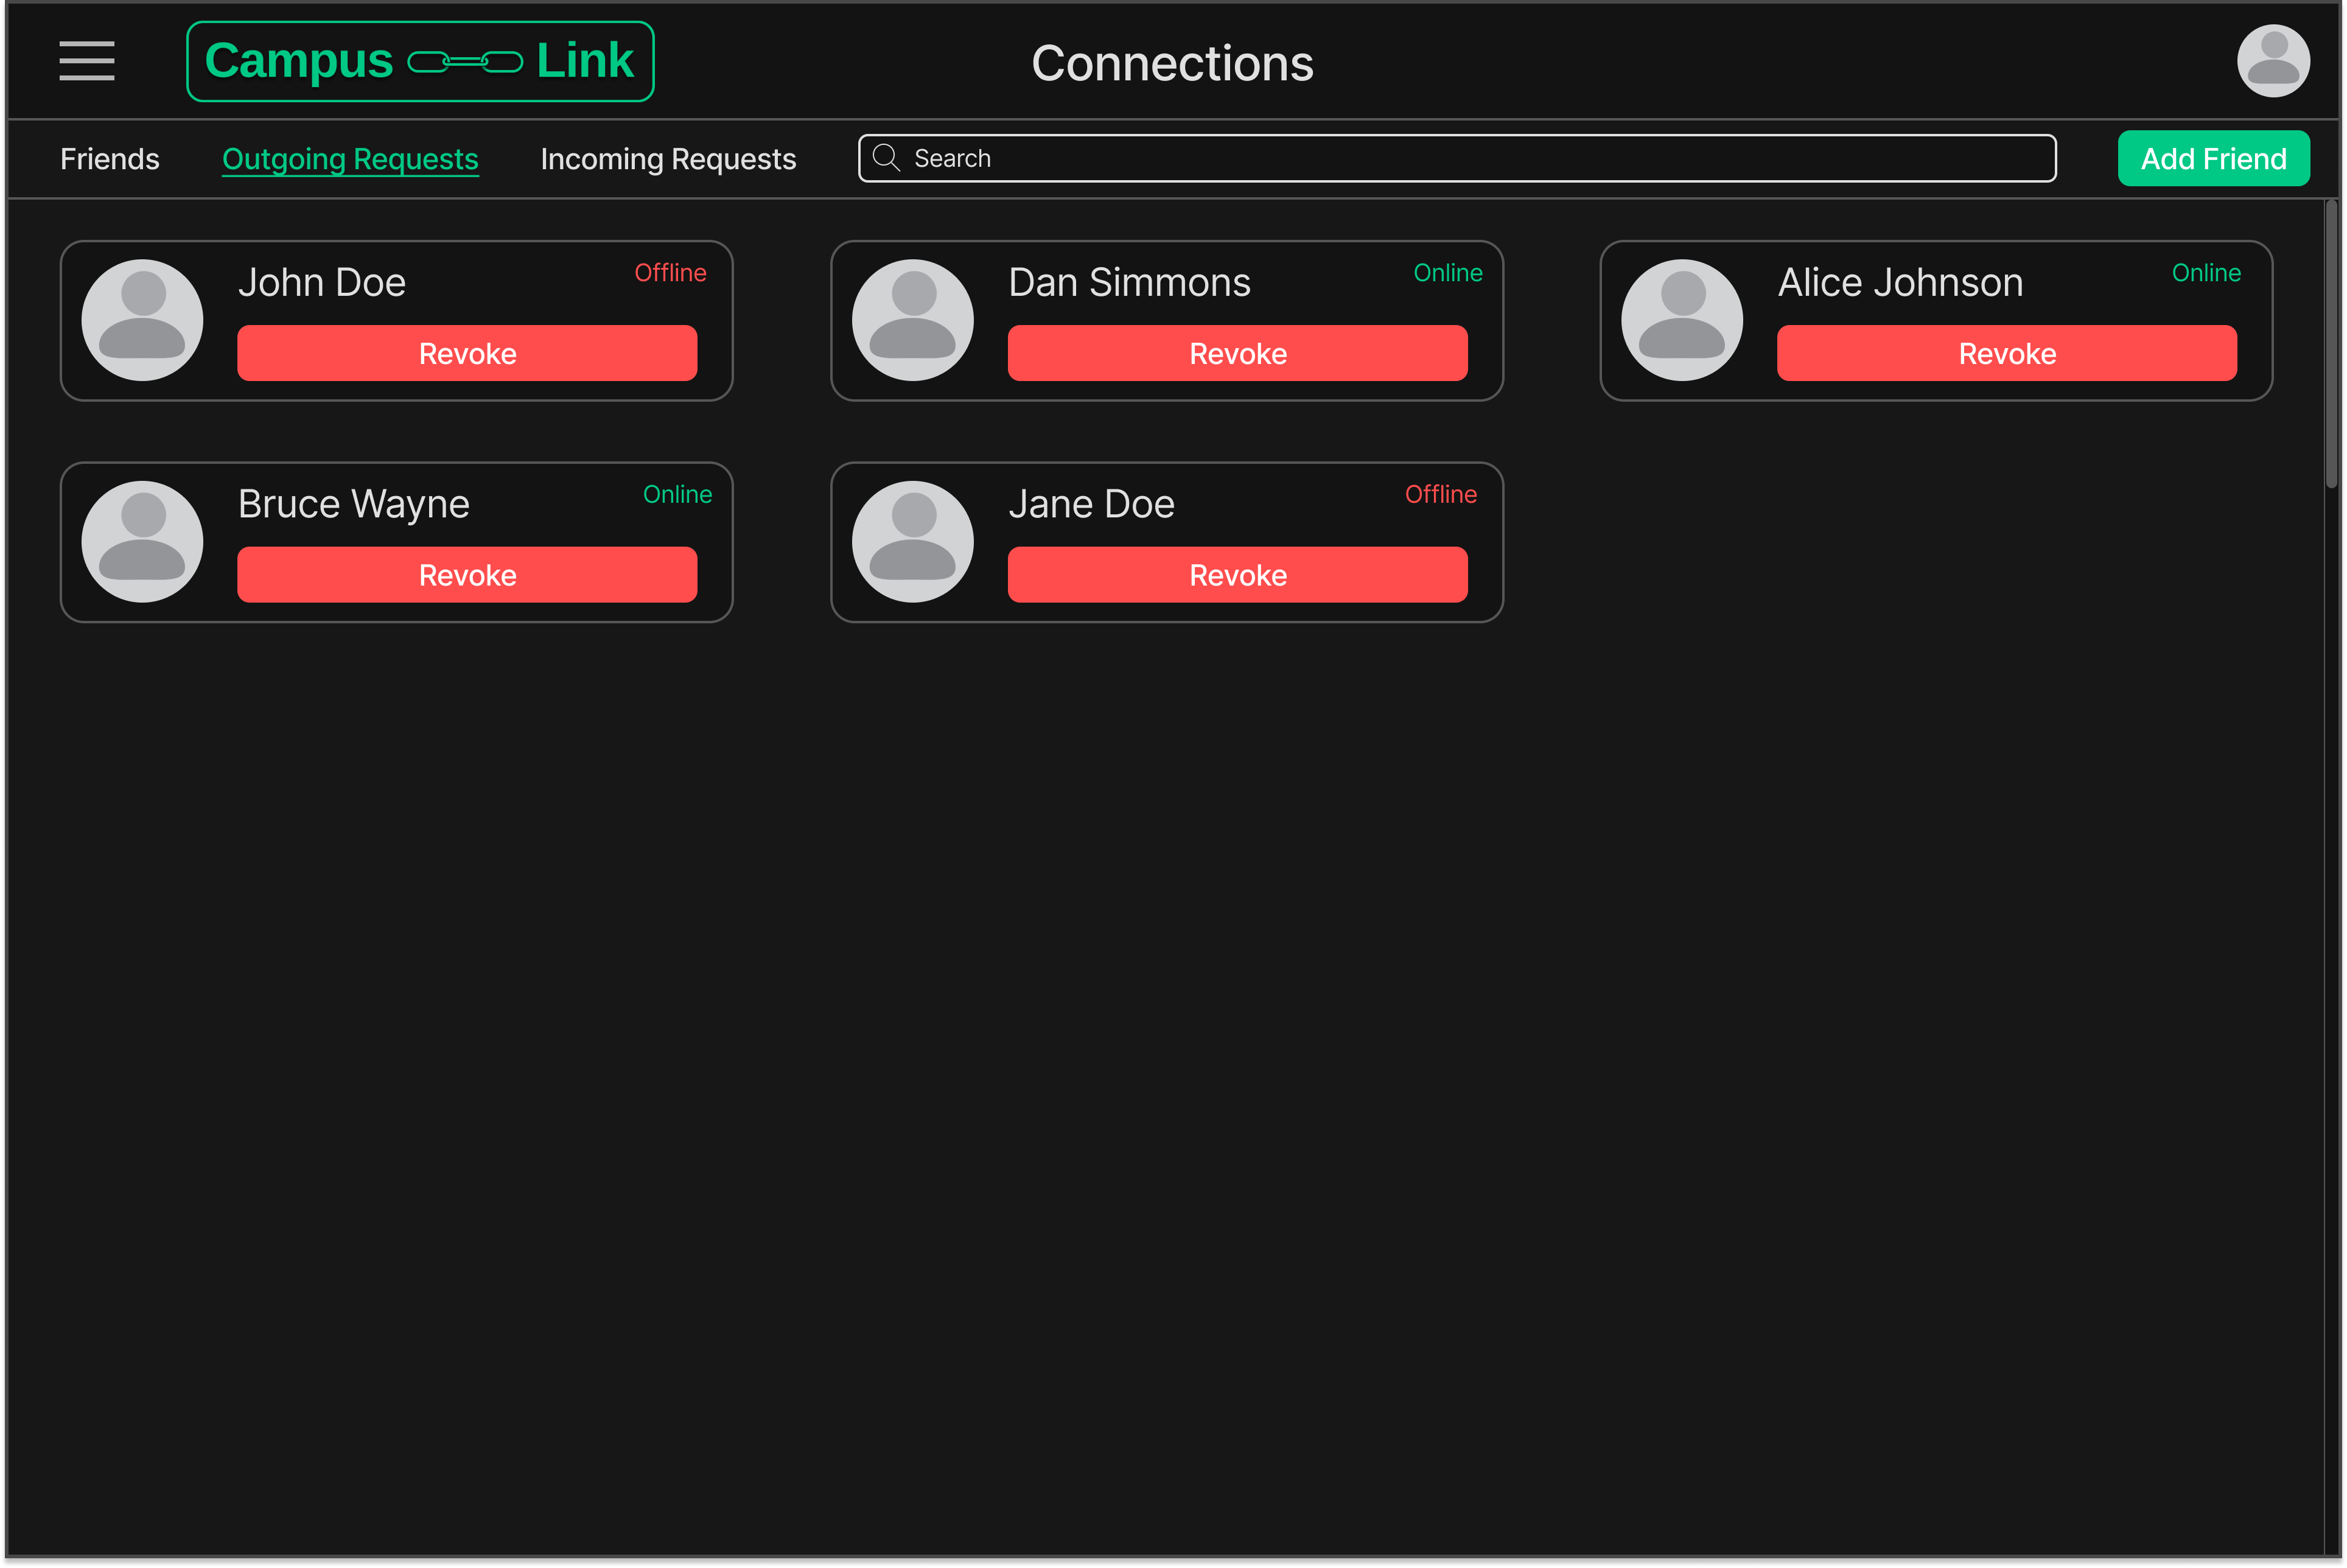 Campus Link
Connections
Friends Outgoing Requests Incoming Requests Search Add Friend
John Doe Offline
Revoke
Dan Simmons Online
Revoke
Alice Johnson Online
Revoke
Bruce Wayne Online
Revoke
Jane Doe Offline
Revoke